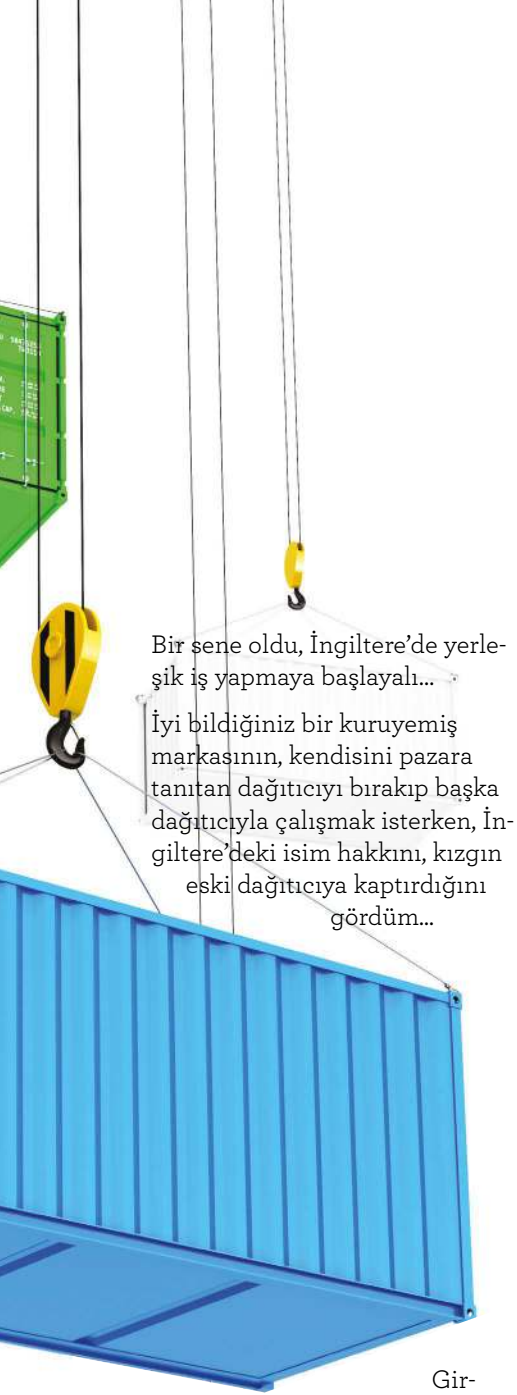 Bir sene oldu, İngiltere’de yerle-
şik iş yapmaya başlayalı...
İyi bildiğiniz bir kuruyemiş
markasının, kendisini pazara
tanıtan dağıtıcıyı bırakıp başka
dağıtıcıyla çalışmak isterken, İn-
giltere’deki isim hakkını, kızgın
eski dağıtıcıya kaptırdığını
gördüm...
Gir-